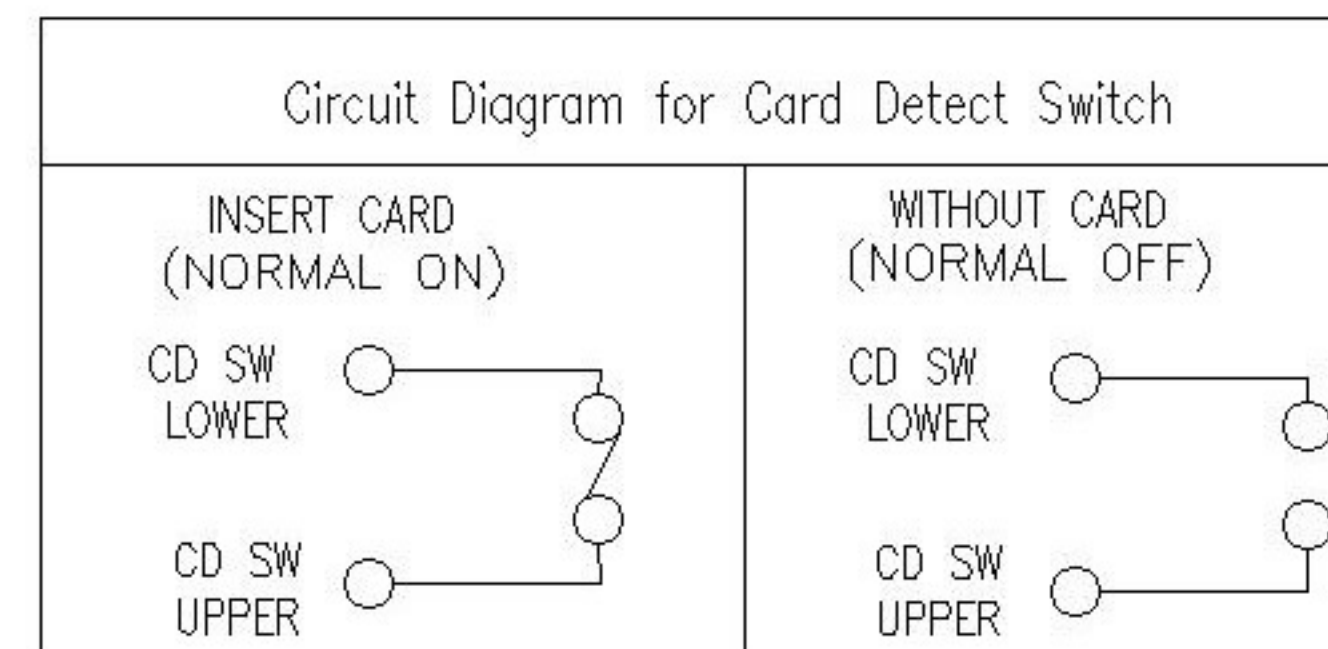 Circuit Diagram for Card Detect Switch
INSERT CARD
(NORMAL ON)
CD SW
LOWER
CD SW
UPPER
WITHOUT CARD
(NORMAL OFF)
CD SW
LOWER
CD SW
UPPER